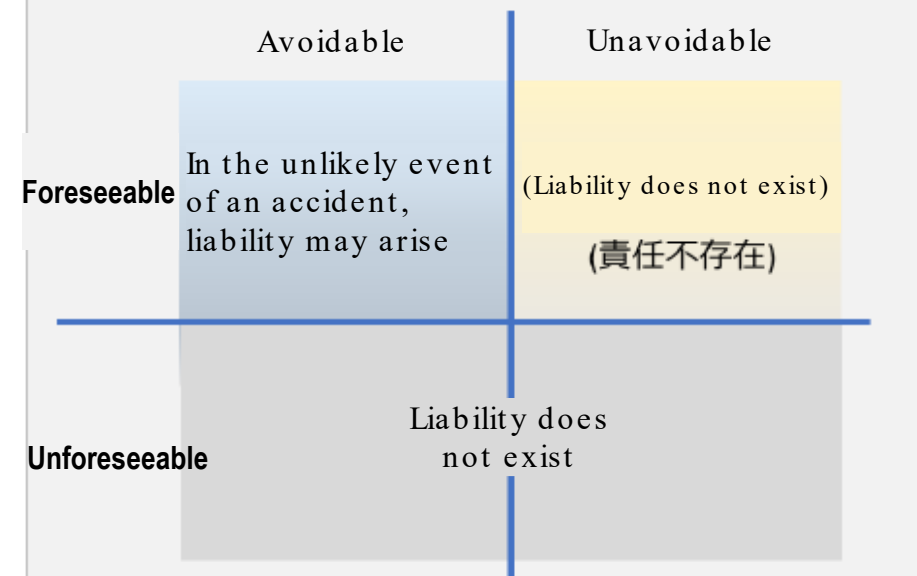 Avoidable
Unavoidable
Foreseeable
In the unlikely event
of an accident,
liability may arise
(Liability does not exist)
(責任不存在)
Unforeseeable
Liability does
not exist